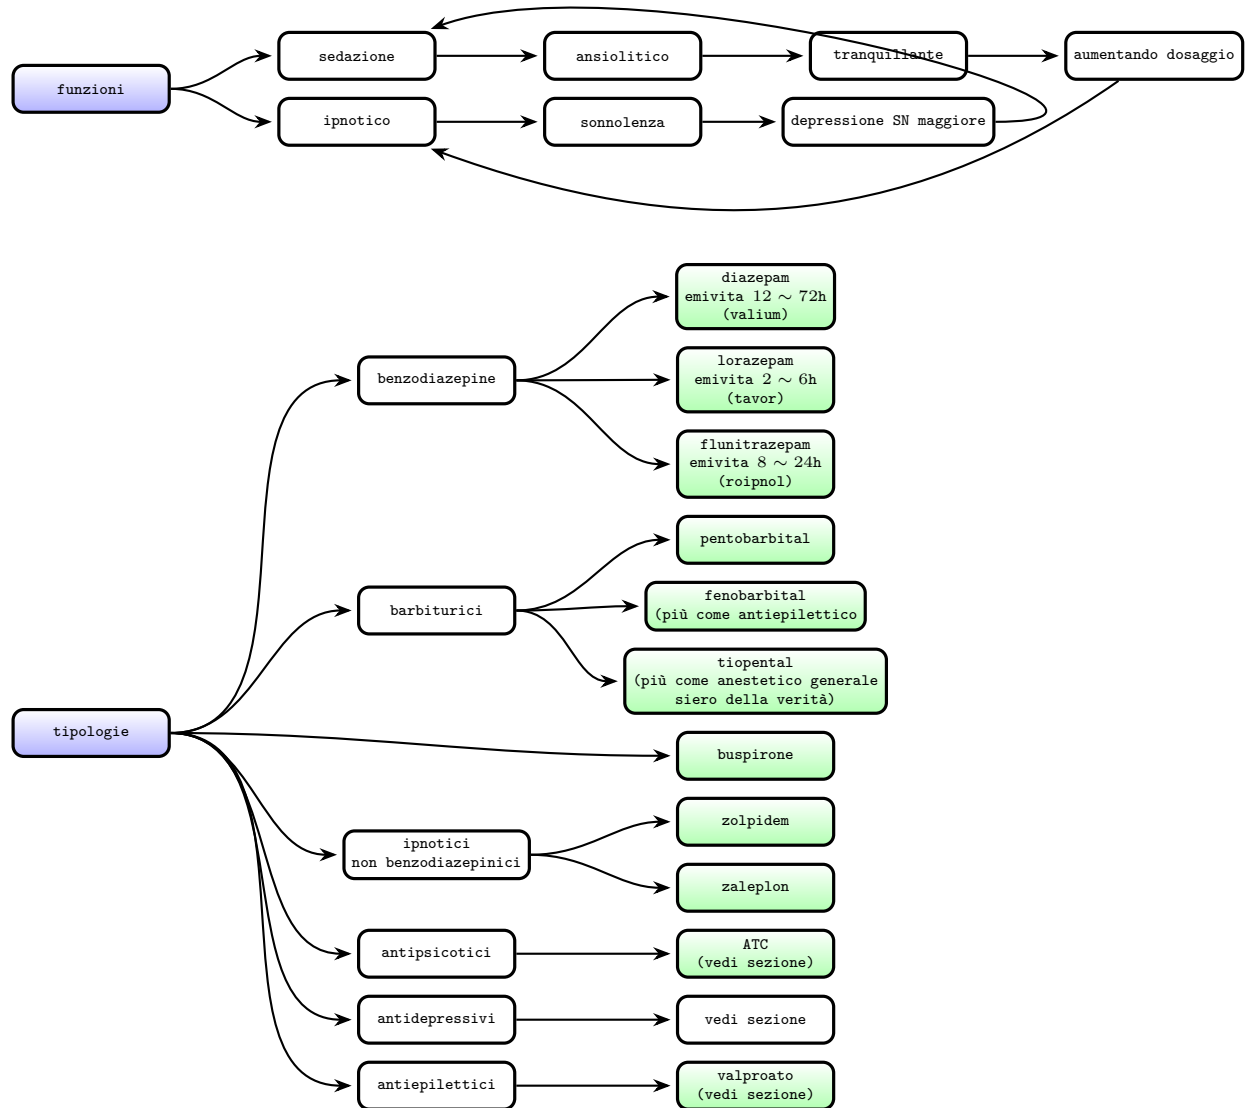 funzioni
sedazione
ansiolitico
tranquillante
aumentando dosaggio
ipnotico
sonnolenza
depressione SN maggiore
tipologie
benzodiazepine
diazepam
emivita 12 ∼ 72h
(valium)
lorazepam
emivita 2 ∼ 6h
(tavor)
flunitrazepam
emivita 8 ∼ 24h
(roipnol)
barbiturici
pentobarbital
fenobarbital
(più come antiepilettico
tiopental
(più come anestetico generale
siero della verità)
buspirone
ipnotici
non benzodiazepinici
zolpidem
zaleplon
antipsicotici
ATC
(vedi sezione)
antidepressivi
vedi sezione
antiepilettici
valproato
(vedi sezione)